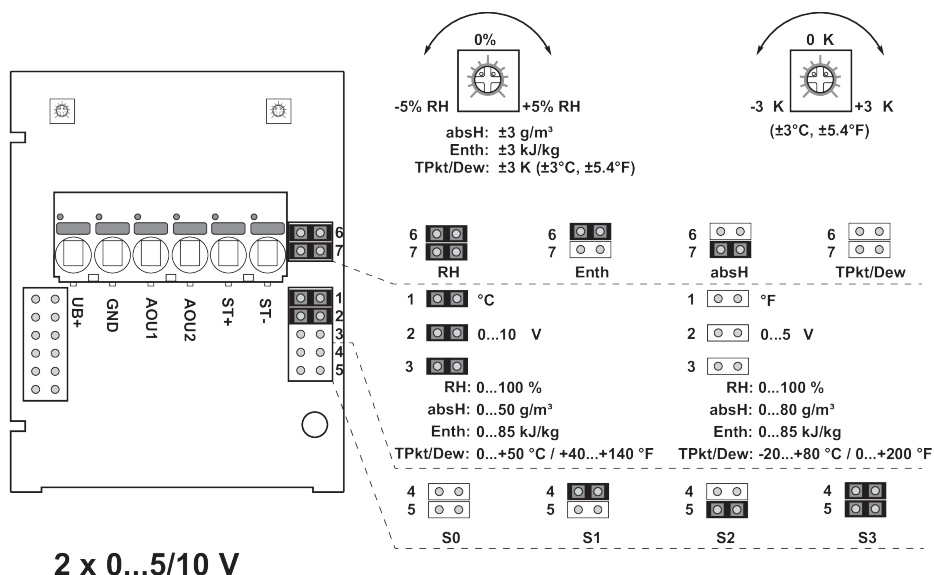 0%
-5% RH +5% RH
absH: ±3 g/m³
Enth: ±3 kJ/kg
TPkt/Dew: ±3 K (±3°C, ±5.4°F)
0 K
-3 K +3 K
(±3°C, ±5.4°F)
6
7
1
2
3
4
5
UB+
GND
AOU1
AOU2
ST+
ST-
6 6 6 6
7 7 7 7
RH Enth absH TPkt/Dew
1 °C 1 °F
2 0...10 V 2 0...5 V
3 3
RH: 0...100 % RH: 0...100 %
absH: 0...50 g/m³ absH: 0...80 g/m³
Enth: 0...85 kJ/kg Enth: 0...85 kJ/kg
TPkt/Dew: 0...+50 °C / +40...+140 °F TPkt/Dew: -20...+80 °C / 0...+200 °F
4 4 4 4
5 5 5 5
S0 S1 S2 S3
2 x 0...5/10 V